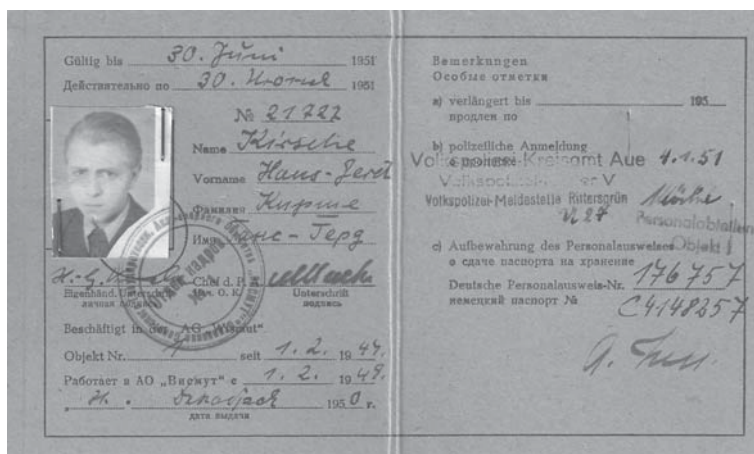 Gültig bis 30. Juni 1951
Действительно по 30. Июня 1951
№ 21727
Name Kirsche
Vorname Hans-Gerd
Фамилия Кирше
Имя Ганс-Герд
Chef d. P.
Eigenhänd. Unterschrift Нач. О. К. Unterschrift
личная подпись подпись
Beschäftigt in der AG „Wismut“
Objekt Nr. seit 1. 2. 1949.
Работает в АО „Висмут“ с 1. 2. 1949.
1950 г.
дата выдачи
Bemerkungen
Особые отметки
a) verlängert bis 195
продлен по
b) polizeiliche Anmeldung
о прописке
Volkspolizei-Kreisamt Aue 4.1.51
Volkspolizei-Meldestelle Rittersgrün
Personalabteilung
Objekt
c) Aufbewahrung des Personalausweises
о сдаче паспорта на хранение
Deutsche Personalausweis-Nr. 176757
немецкий паспорт № C4148257